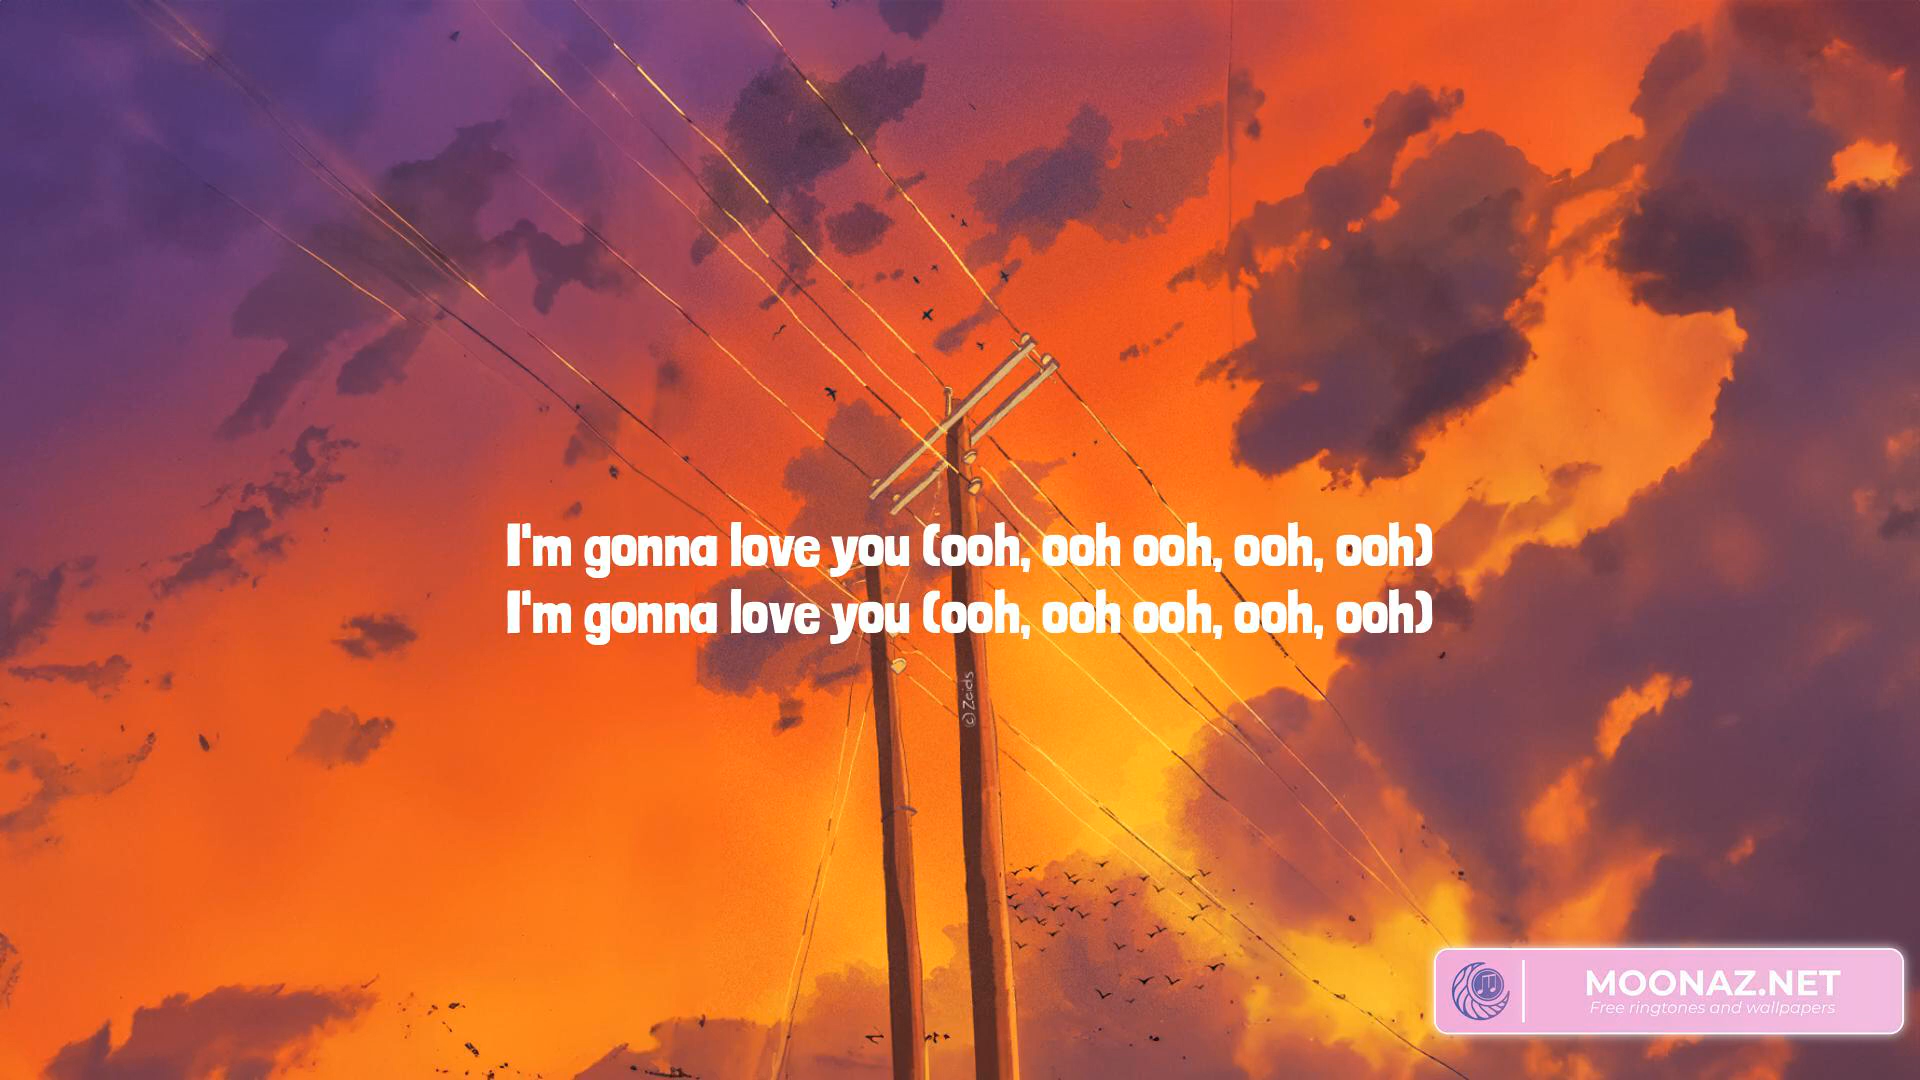 I'm gonna love you (ooh, ooh ooh, ooh, ooh)
I'm gonna love you (ooh, ooh ooh, ooh, ooh)
(c) Zeids
MOONAZ.NET
Free ringtones and wallpapers